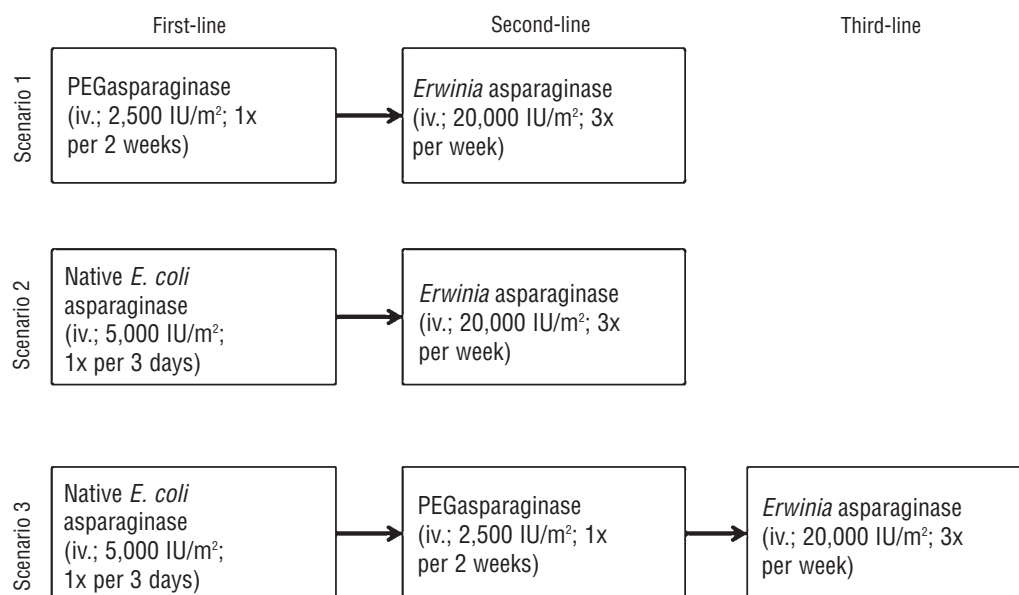 First-line
Second-line
Third-line
Scenario 1
PEGasparaginase
(iv.; 2,500 IU/m²; 1x
per 2 weeks)
Erwinia asparaginase
(iv.; 20,000 IU/m²; 3x
per week)
Scenario 2
Native E. coli
asparaginase
(iv.; 5,000 IU/m²;
1x per 3 days)
Erwinia asparaginase
(iv.; 20,000 IU/m²; 3x
per week)
Scenario 3
Native E. coli
asparaginase
(iv.; 5,000 IU/m²;
1x per 3 days)
PEGasparaginase
(iv.; 2,500 IU/m²; 1x
per 2 weeks)
Erwinia asparaginase
(iv.; 20,000 IU/m²; 3x
per week)